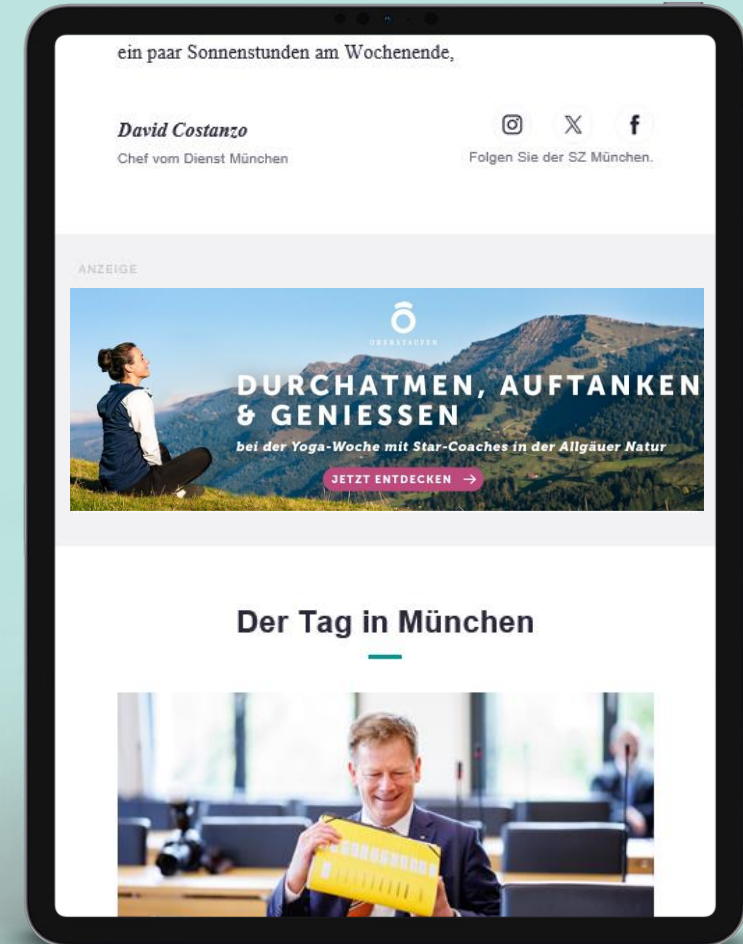 ein paar Sonnenstunden am Wochenende,
David Costanzo
Chef vom Dienst München
Folgen Sie der SZ München.
ANZEIGE
OBERSTAUFEN
DURCHATMEN, AUFTANKEN
& GENIESSEN
bei der Yoga-Woche mit Star-Coaches in der Allgäuer Natur
JETZT ENTDECKEN →
Der Tag in München